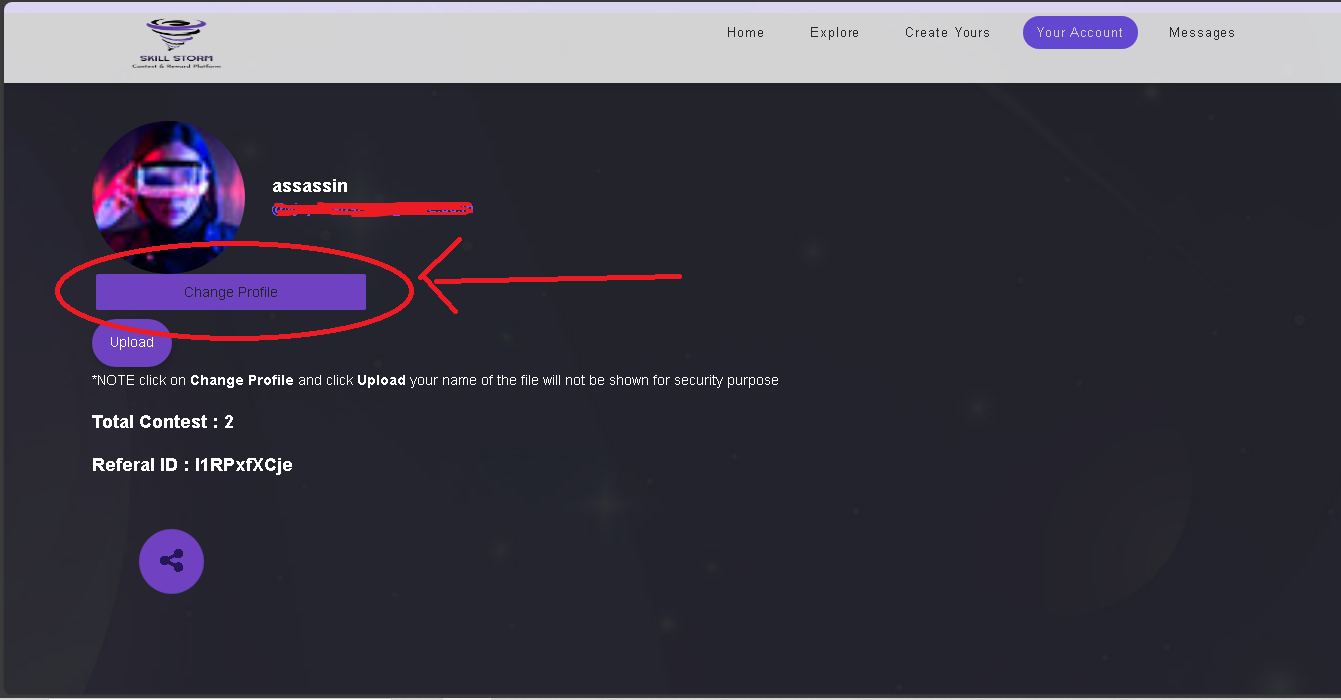 SKILL STORM
Contest & Reward Platform
Home Explore Create Yours Your Account Messages
assassin
Change Profile
Upload
*NOTE click on Change Profile and click Upload your name of the file will not be shown for security purpose
Total Contest : 2
Referal ID : I1RPxfXCje